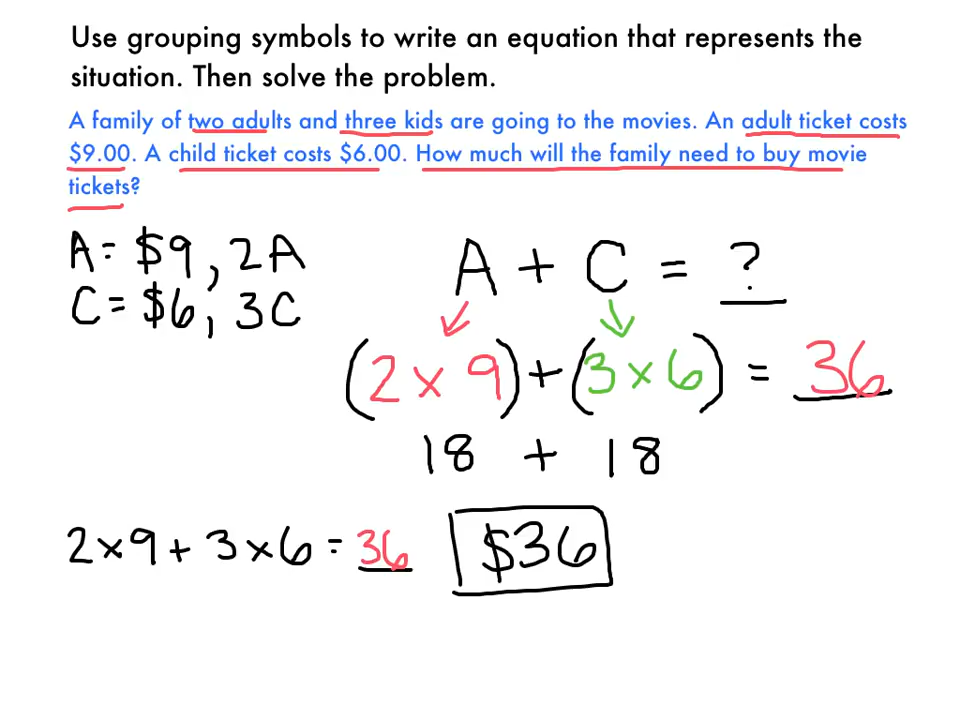 Use grouping symbols to write an equation that represents the
situation. Then solve the problem.
A family of two adults and three kids are going to the movies. An adult ticket costs
$9.00. A child ticket costs $6.00. How much will the family need to buy movie
tickets?
A = $9, 2A
C = $6, 3C
A + C = ?
(2 x 9) + (3 x 6) = 36
18 + 18
2 x 9 + 3 x 6 = 36
$36